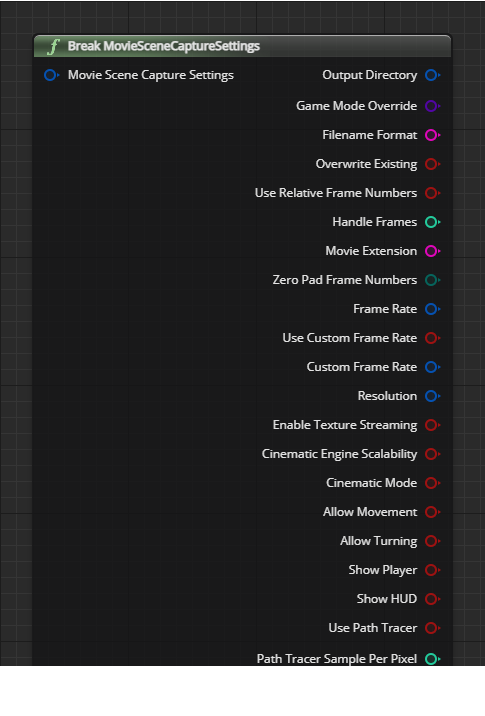 f Break MovieSceneCaptureSettings
Movie Scene Capture Settings Output Directory
Game Mode Override
Filename Format
Overwrite Existing
Use Relative Frame Numbers
Handle Frames
Movie Extension
Zero Pad Frame Numbers
Frame Rate
Use Custom Frame Rate
Custom Frame Rate
Resolution
Enable Texture Streaming
Cinematic Engine Scalability
Cinematic Mode
Allow Movement
Allow Turning
Show Player
Show HUD
Use Path Tracer
Path Tracer Sample Per Pixel